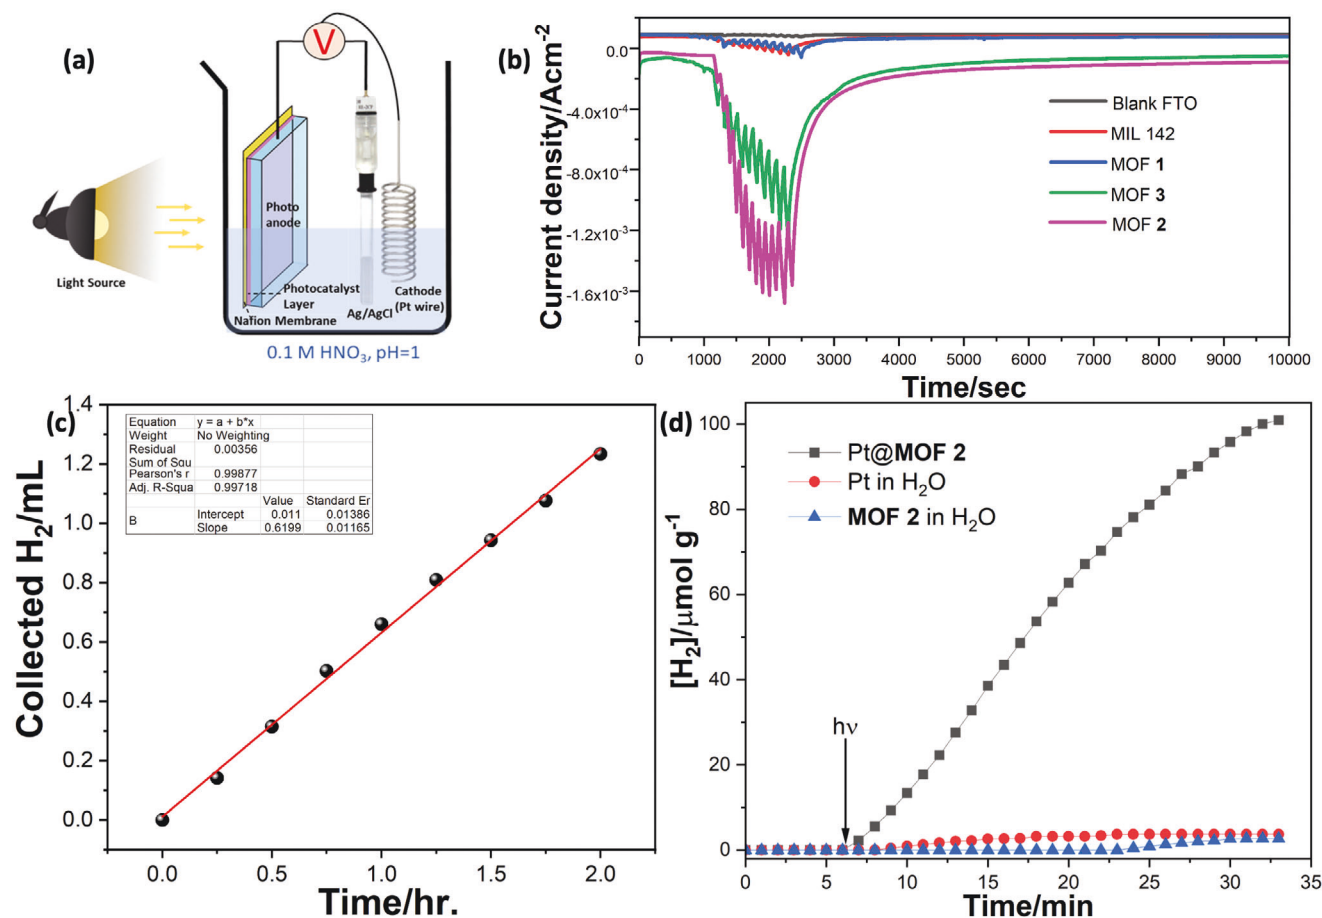 (a)
V
Photo
anode
Light Source
Photocatalyst
Layer
Nafion Membrane
Ag/AgCl
Cathode
(Pt wire)
0.1 M HNO3, pH=1
(b)
Current density/Acm-2
0.0
-4.0x10-4
-8.0x10-4
-1.2x10-3
-1.6x10-3
Blank FTO
MIL 142
MOF 1
MOF 3
MOF 2
0 1000 2000 3000 4000 5000 6000 7000 8000 9000 10000
Time/sec
(c)
Collected H2/mL
1.4
1.2
1.0
0.8
0.6
0.4
0.2
0.0
Equation y = a + b*x
Weight No Weighting
Residual 0.00356
Sum of Squ
Pearson's r 0.99877
Adj. R-Squa 0.99718
Value Standard Er
B Intercept 0.011 0.01386
Slope 0.6199 0.01165
0.0 0.5 1.0 1.5 2.0
Time/hr.
(d)
[H2]/μmol g-1
100
80
60
40
20
0
Pt@MOF 2
Pt in H2O
MOF 2 in H2O
hν
0 5 10 15 20 25 30 35
Time/min